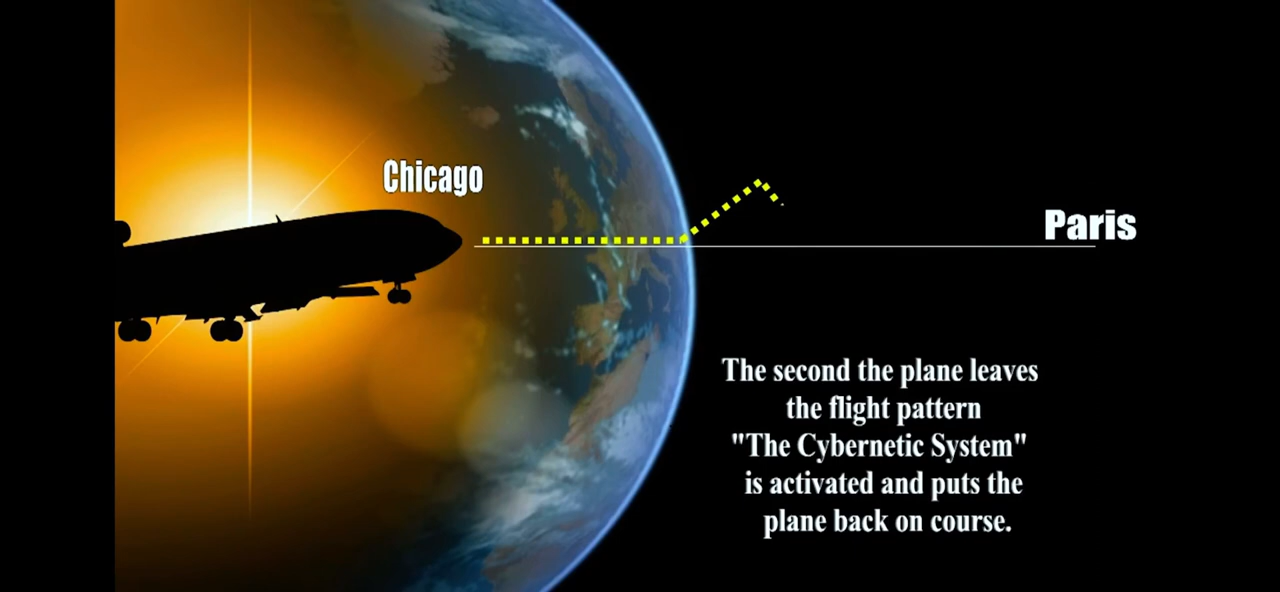 Chicago
Paris
The second the plane leaves
the flight pattern
"The Cybernetic System"
is activated and puts the
plane back on course.